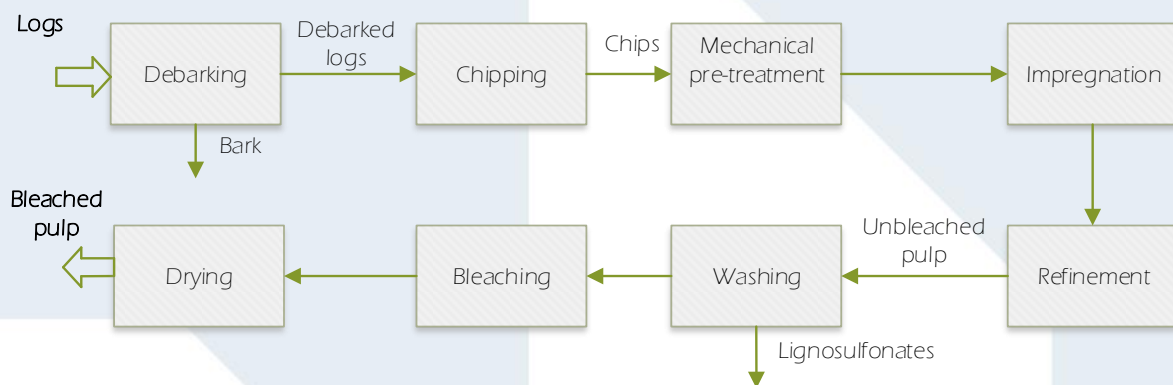 Logs
Debarking
Debarked
logs
Chipping
Chips
Mechanical
pre-treatment
Impregnation
Bark
Bleached
pulp
Drying
Bleaching
Washing
Unbleached
pulp
Refinement
Lignosulfonates